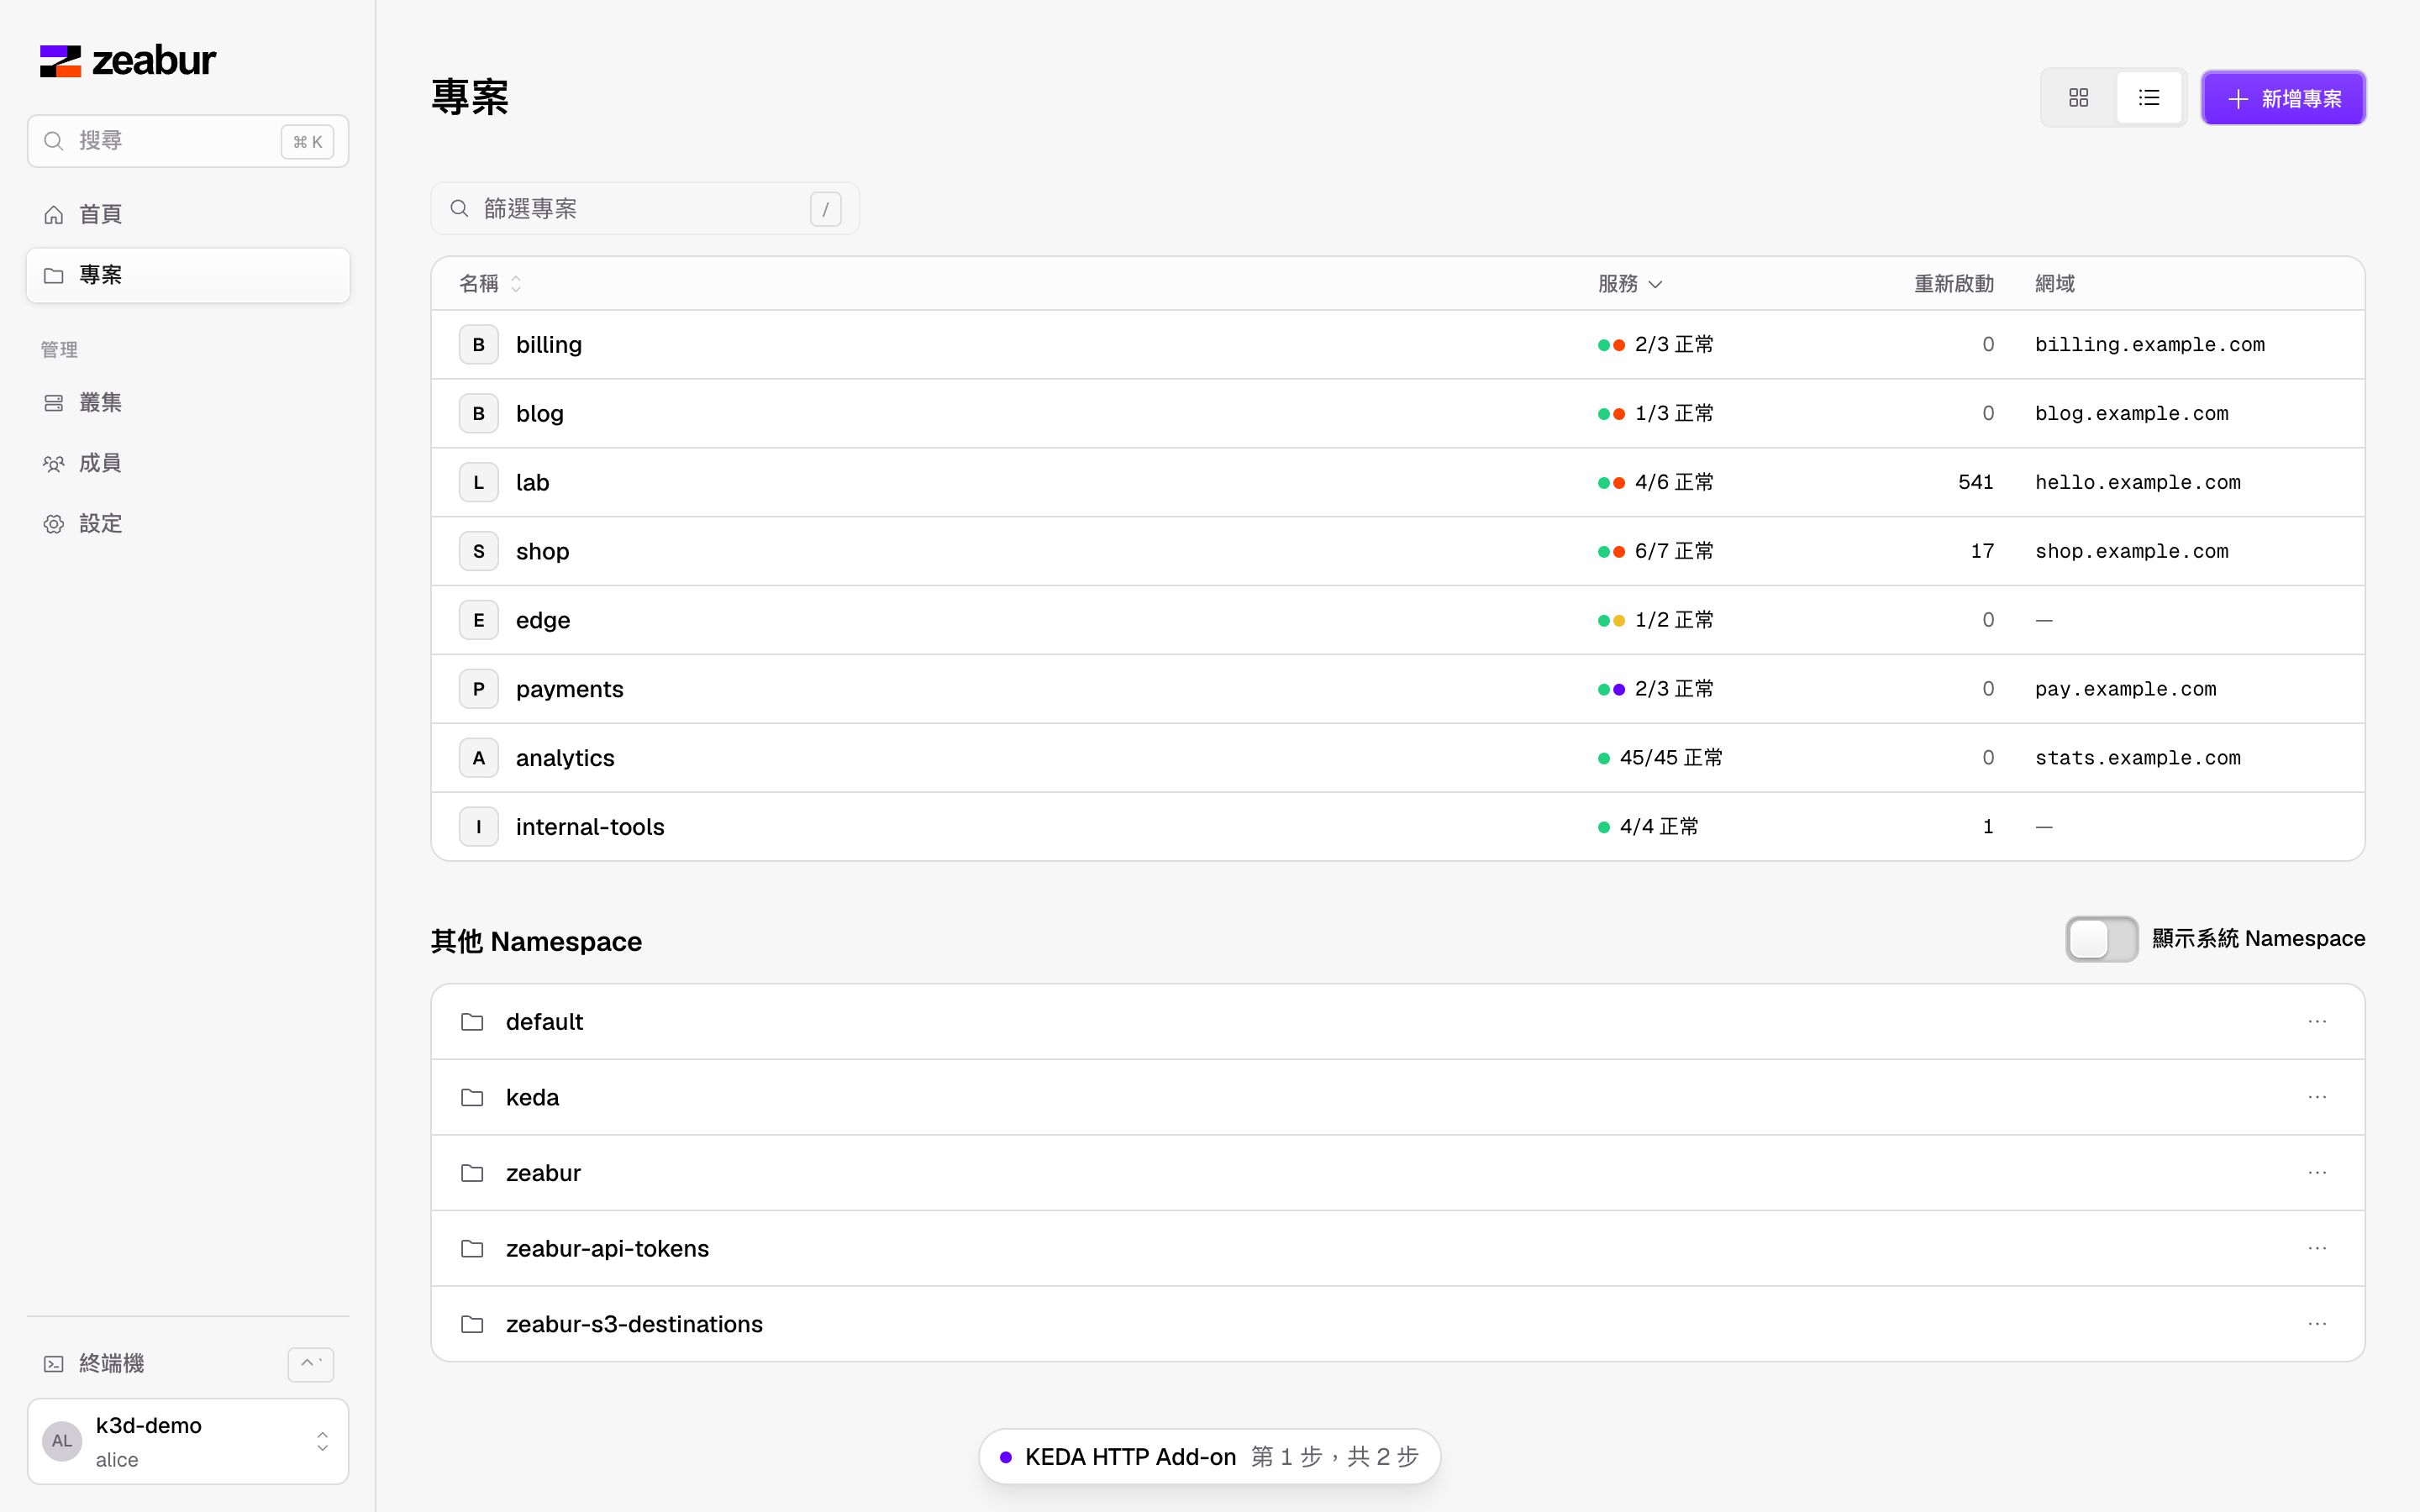 zeabur
搜尋 ⌘ K
首頁
專案
管理
叢集
成員
設定
終端機 ^ `
AL k3d-demo
alice
專案
新增專案
篩選專案 /
名稱 服務 重新啟動 網域
B billing 2/3 正常 0 billing.example.com
B blog 1/3 正常 0 blog.example.com
L lab 4/6 正常 541 hello.example.com
S shop 6/7 正常 17 shop.example.com
E edge 1/2 正常 0 —
P payments 2/3 正常 0 pay.example.com
A analytics 45/45 正常 0 stats.example.com
I internal-tools 4/4 正常 1 —
其他 Namespace 顯示系統 Namespace
default ···
keda ···
zeabur ···
zeabur-api-tokens ···
zeabur-s3-destinations ···
KEDA HTTP Add-on 第 1 步，共 2 步